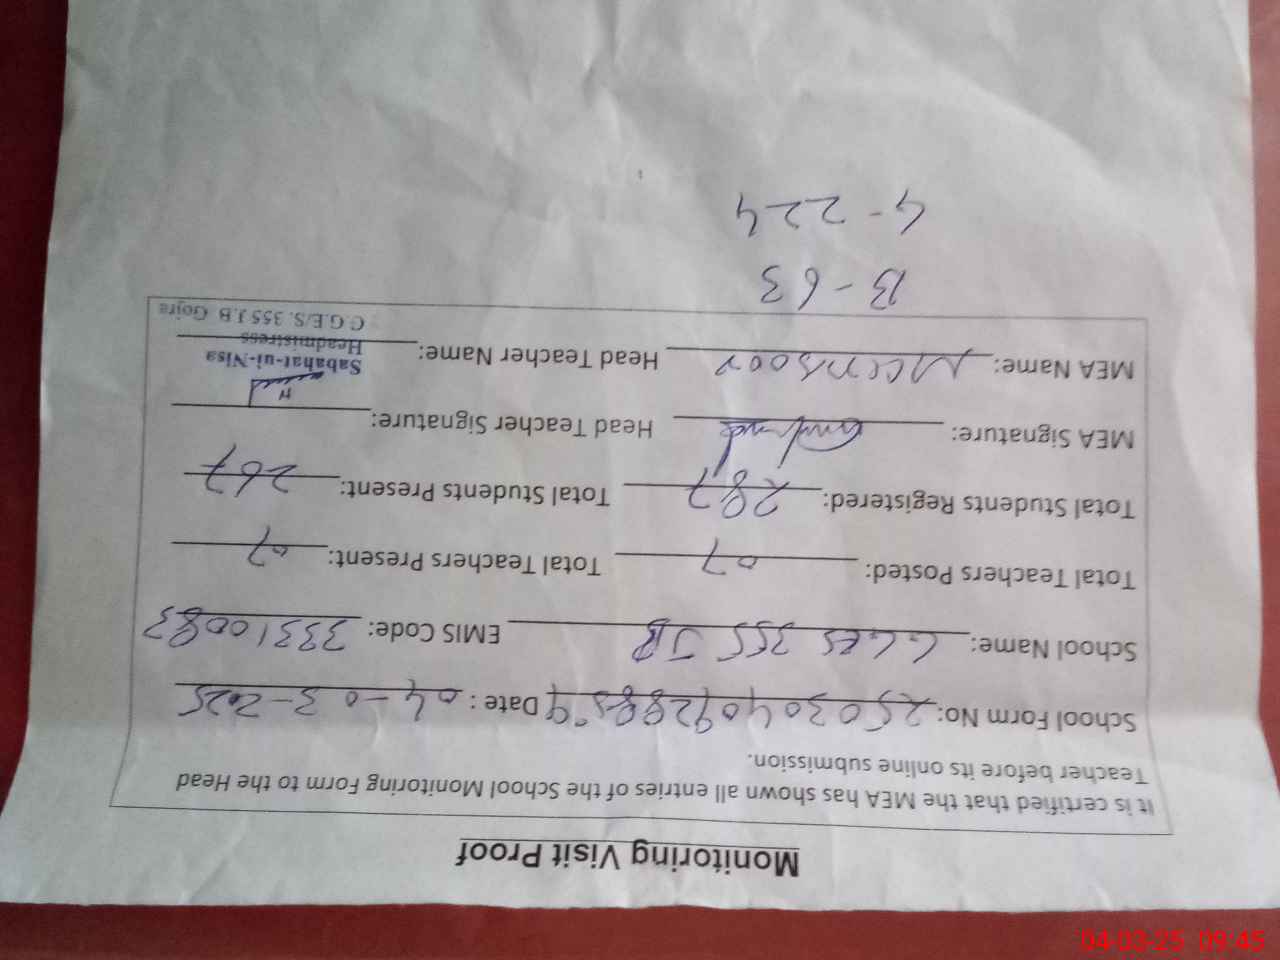 Monitoring Visit Proof
It is certified that the MEA has shown all entries of the School Monitoring Form to the Head
Teacher before its online submission.
School Form No: Date: 04-03-2025
School Name: GGES 355 JB EMIS Code: 33310083
Total Teachers Posted: 07 Total Teachers Present: 07
Total Students Registered: 287 Total Students Present: 267
MEA Signature: Head Teacher Signature:
MEA Name: Mansoor Head Teacher Name:
Sabahat-ui-Nisa
Headmistress
C.G.E/S. 355 J.B Gojra
B-63
G-224
04-03-25 09:45